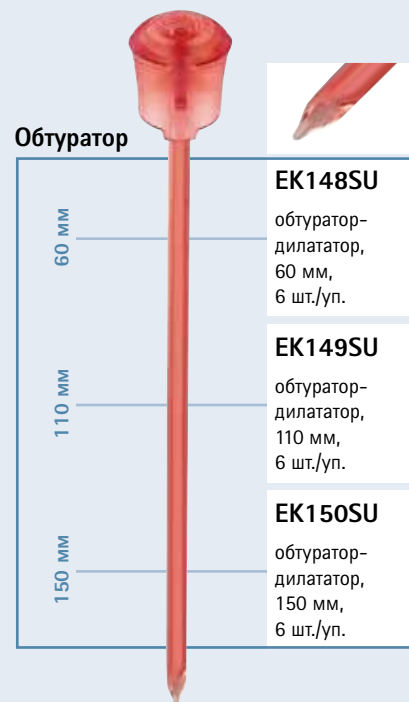 Обтуратор
60 мм
EK148SU
обтуратор-
дилататор,
60 мм,
6 шт./уп.
110 мм
EK149SU
обтуратор-
дилататор,
110 мм,
6 шт./уп.
150 мм
EK150SU
обтуратор-
дилататор,
150 мм,
6 шт./уп.